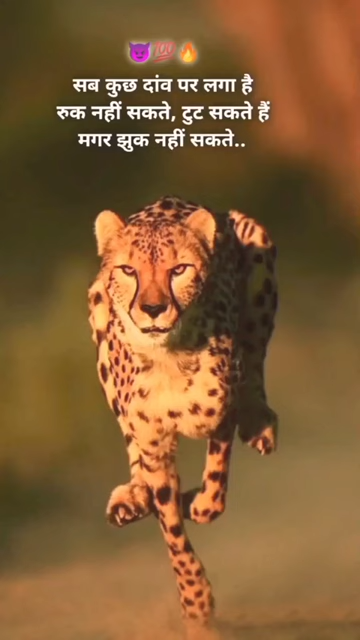 😈💯🔥
सब कुछ दांव पर लगा है
रुक नहीं सकते, टुट सकते हैं
मगर झुक नहीं सकते..